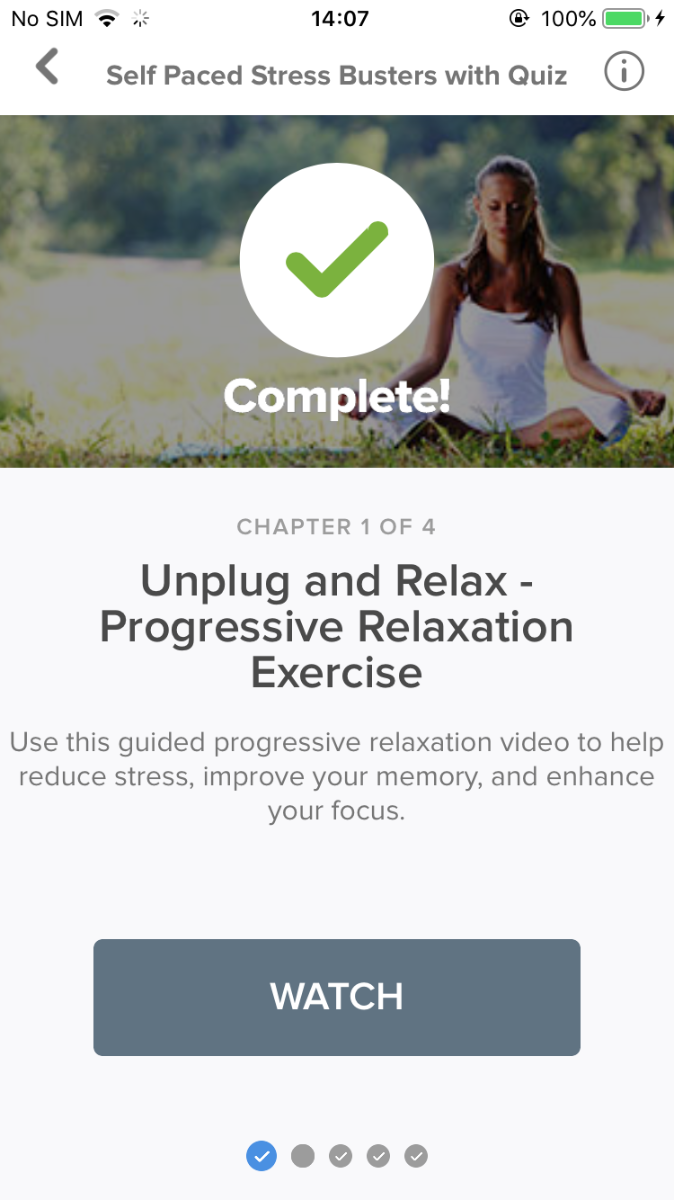 No SIM 14:07 100%
Self Paced Stress Busters with Quiz
Complete!
CHAPTER 1 OF 4
Unplug and Relax -
Progressive Relaxation
Exercise
Use this guided progressive relaxation video to help
reduce stress, improve your memory, and enhance
your focus.
WATCH